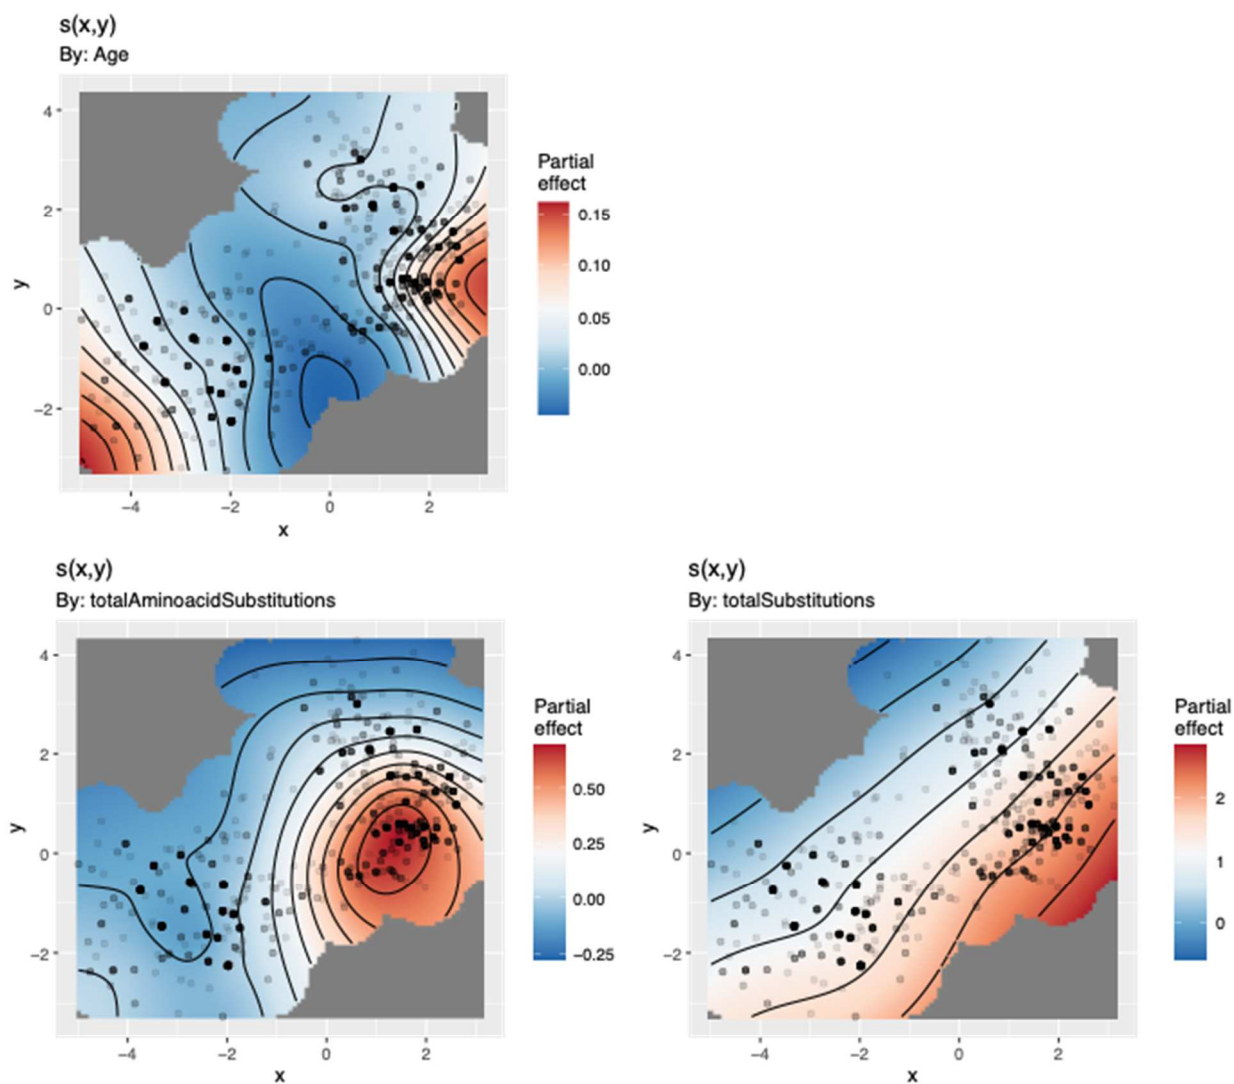 s(x,y)
By: Age
4
2
0
−2
y
−4
−2
0
2
x
Partial
effect
0.15
0.10
0.05
0.00
s(x,y)
By: totalAminoacidSubstitutions
4
2
0
−2
y
−4
−2
0
2
x
Partial
effect
0.50
0.25
0.00
−0.25
s(x,y)
By: totalSubstitutions
4
2
0
−2
y
−4
−2
0
2
x
Partial
effect
2
1
0